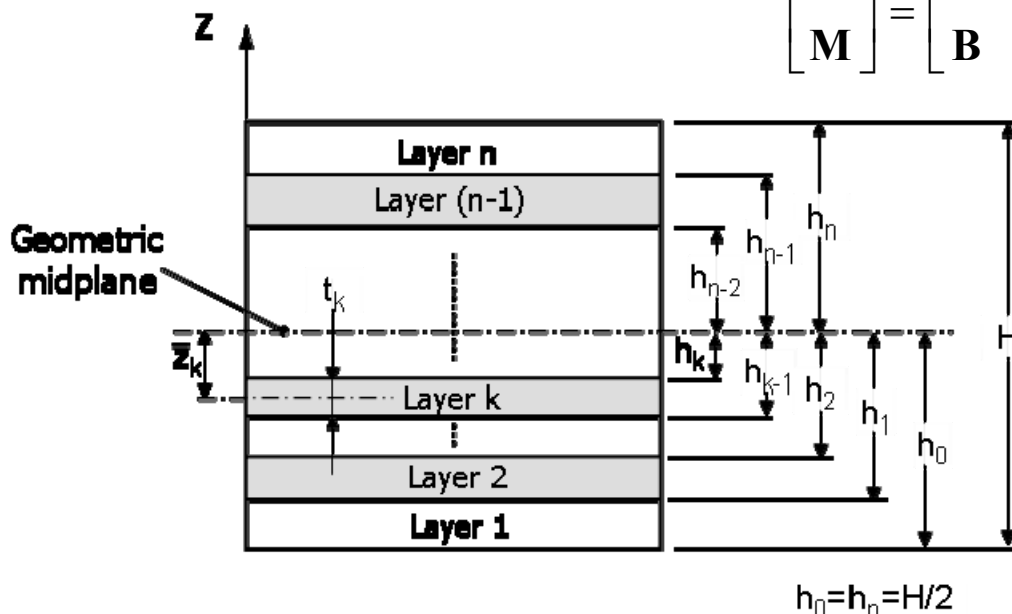 Z
[ M ] = [ B
Layer n
Layer (n-1)
Geometric
midplane
h_n
h_{n-1}
h_{n-2}
H
t_k
z̄_k
h_k
h_{k-1}
h_2
h_1
h_0
Layer k
Layer 2
Layer 1
h_0=h_n=H/2